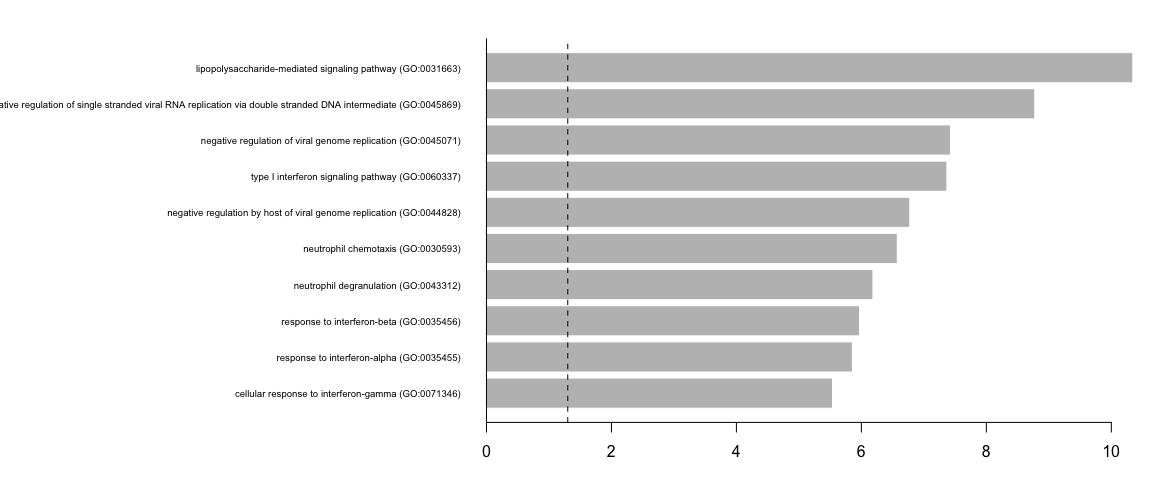 lipopolysaccharide-mediated signaling pathway (GO:0031663)
regulation of single stranded viral RNA replication via double stranded DNA intermediate (GO:0045869)
negative regulation of viral genome replication (GO:0045071)
type I interferon signaling pathway (GO:0060337)
negative regulation by host of viral genome replication (GO:0044828)
neutrophil chemotaxis (GO:0030593)
neutrophil degranulation (GO:0043312)
response to interferon-beta (GO:0035456)
response to interferon-alpha (GO:0035455)
cellular response to interferon-gamma (GO:0071346)
0 2 4 6 8 10